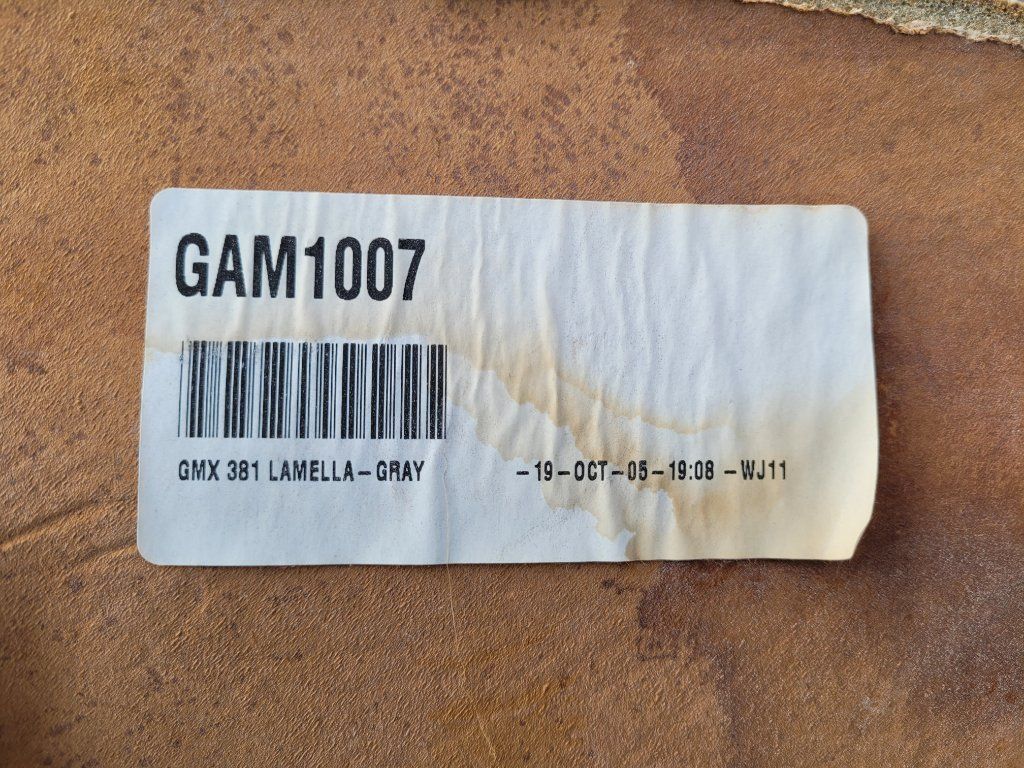 GAM1007
GMX 381 LAMELLA-GRAY -19-OCT-05-19:08 -WJ11